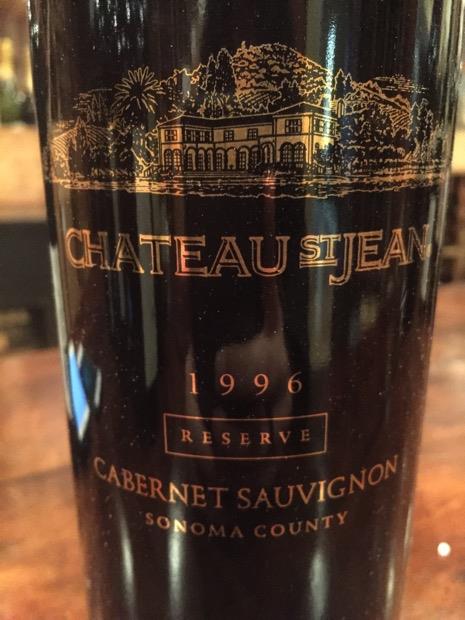 CHATEAU ST JEAN
1996
RESERVE
CABERNET SAUVIGNON
SONOMA COUNTY